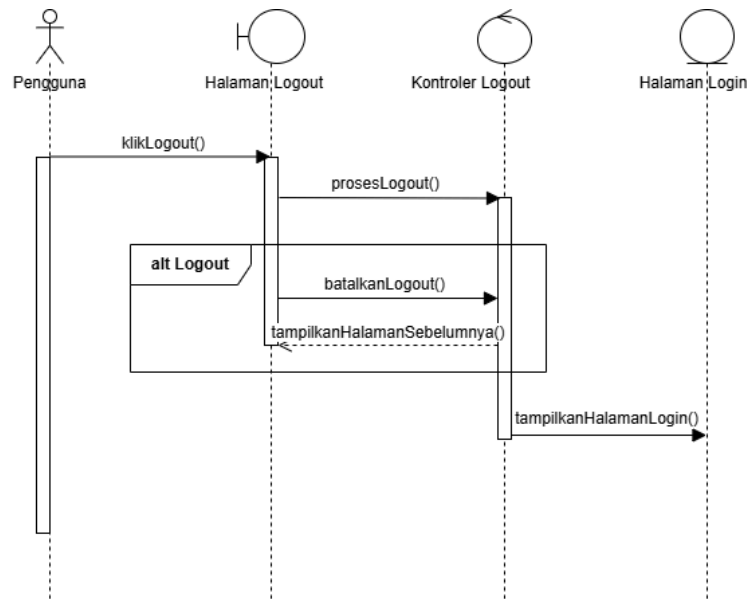 Pengguna
Halaman Logout
Kontroler Logout
Halaman Login
klikLogout()
prosesLogout()
alt Logout
batalkanLogout()
tampilkanHalamanSebelumnya()
tampilkanHalamanLogin()